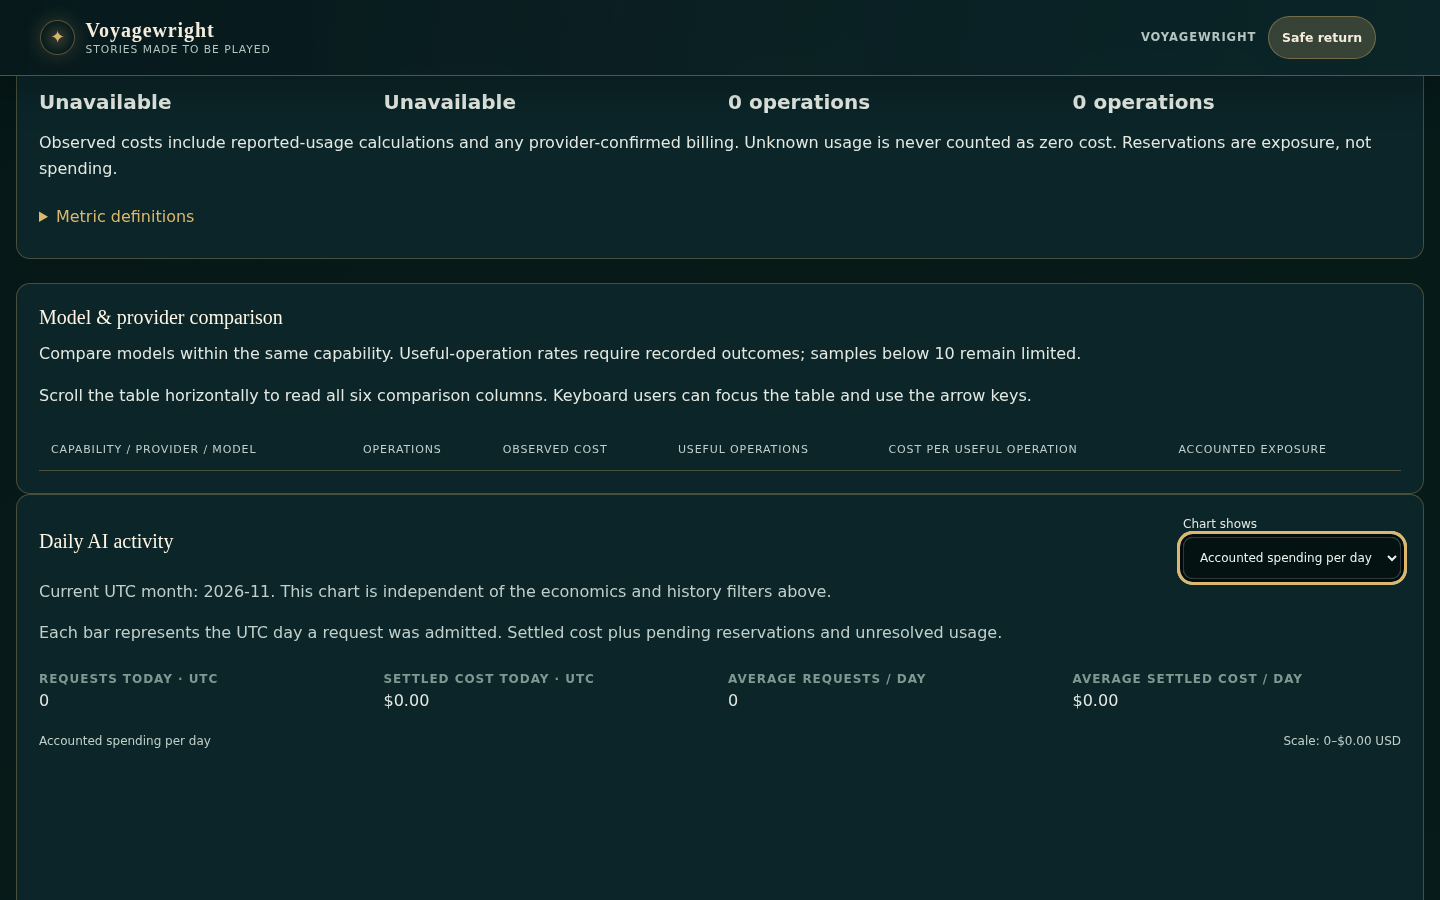 Voyagewright
STORIES MADE TO BE PLAYED
VOYAGEWRIGHT
Safe return
Unavailable
Unavailable
0 operations
0 operations
Observed costs include reported-usage calculations and any provider-confirmed billing. Unknown usage is never counted as zero cost. Reservations are exposure, not
spending.
Metric definitions
Model & provider comparison
Compare models within the same capability. Useful-operation rates require recorded outcomes; samples below 10 remain limited.
Scroll the table horizontally to read all six comparison columns. Keyboard users can focus the table and use the arrow keys.
CAPABILITY / PROVIDER / MODEL
OPERATIONS
OBSERVED COST
USEFUL OPERATIONS
COST PER USEFUL OPERATION
ACCOUNTED EXPOSURE
Daily AI activity
Chart shows
Accounted spending per day
Current UTC month: 2026-11. This chart is independent of the economics and history filters above.
Each bar represents the UTC day a request was admitted. Settled cost plus pending reservations and unresolved usage.
REQUESTS TODAY · UTC
0
SETTLED COST TODAY · UTC
$0.00
AVERAGE REQUESTS / DAY
0
AVERAGE SETTLED COST / DAY
$0.00
Accounted spending per day
Scale: 0–$0.00 USD